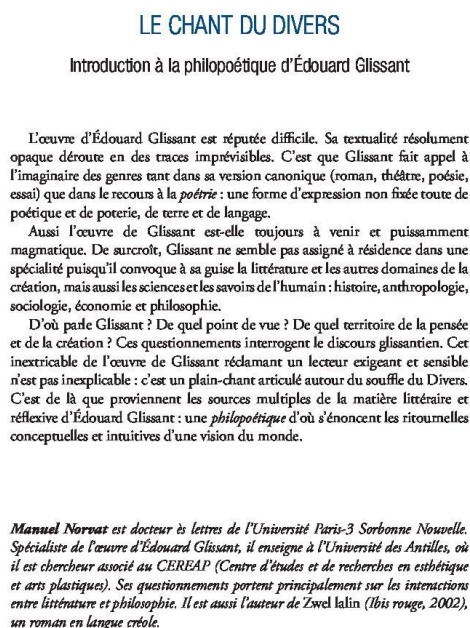 LE CHANT DU DIVERS
Introduction à la philopoétique d'Édouard Glissant
L'œuvre d'Édouard Glissant est réputée difficile. Sa textualité résolument
opaque déroute en des traces imprévisibles. C'est que Glissant fait appel à
l'imaginaire des genres tant dans sa version canonique (roman, théâtre, poésie,
essai) que dans le recours à la poétrie : une forme d'expression non fixée toute de
poétique et de poterie, de terre et de langage.
Aussi l'œuvre de Glissant est-elle toujours à venir et puissamment
magmatique. De surcroît, Glissant ne semble pas assigné à résidence dans une
spécialité puisqu'il convoque à sa guise la littérature et les autres domaines de la
création, mais aussi les sciences et les savoirs de l'humain : histoire, anthropologie,
sociologie, économie et philosophie.
D'où parle Glissant ? De quel point de vue ? De quel territoire de la pensée
et de la création ? Ces questionnements interrogent le discours glissantien. Cet
inextricable de l'œuvre de Glissant réclamant un lecteur exigeant et sensible
n'est pas inexplicable : c'est un plain-chant articulé autour du souffle du Divers.
C'est de là que proviennent les sources multiples de la matière littéraire et
réflexive d'Édouard Glissant : une philopoétique d'où s'énoncent les ritournelles
conceptuelles et intuitives d'une vision du monde.
Manuel Norvat est docteur ès lettres de l'Université Paris-3 Sorbonne Nouvelle.
Spécialiste de l'œuvre d'Édouard Glissant, il enseigne à l'Université des Antilles, où
il est chercheur associé au CEREAP (Centre d'études et de recherches en esthétique
et arts plastiques). Ses questionnements portent principalement sur les interactions
entre littérature et philosophie. Il est aussi l'auteur de Zwel lalin (Ibis rouge, 2002),
un roman en langue créole.